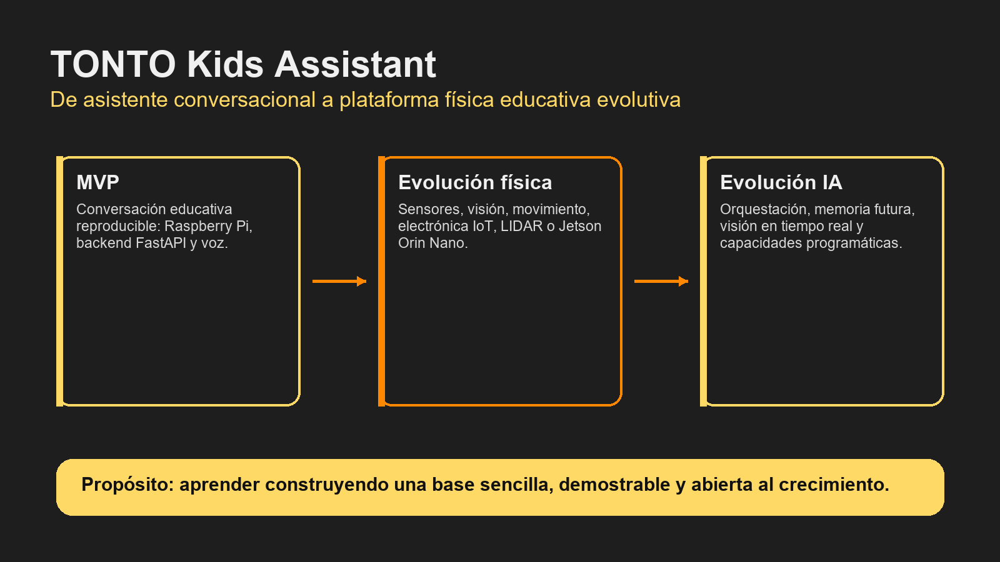 TONTO Kids Assistant
De asistente conversacional a plataforma física educativa evolutiva
MVP
Conversación educativa
reproducible: Raspberry Pi,
backend FastAPI y voz.
Evolución física
Sensores, visión, movimiento,
electrónica IoT, LIDAR o Jetson
Orin Nano.
Evolución IA
Orquestación, memoria futura,
visión en tiempo real y
capacidades programáticas.
Propósito: aprender construyendo una base sencilla, demostrable y abierta al crecimiento.